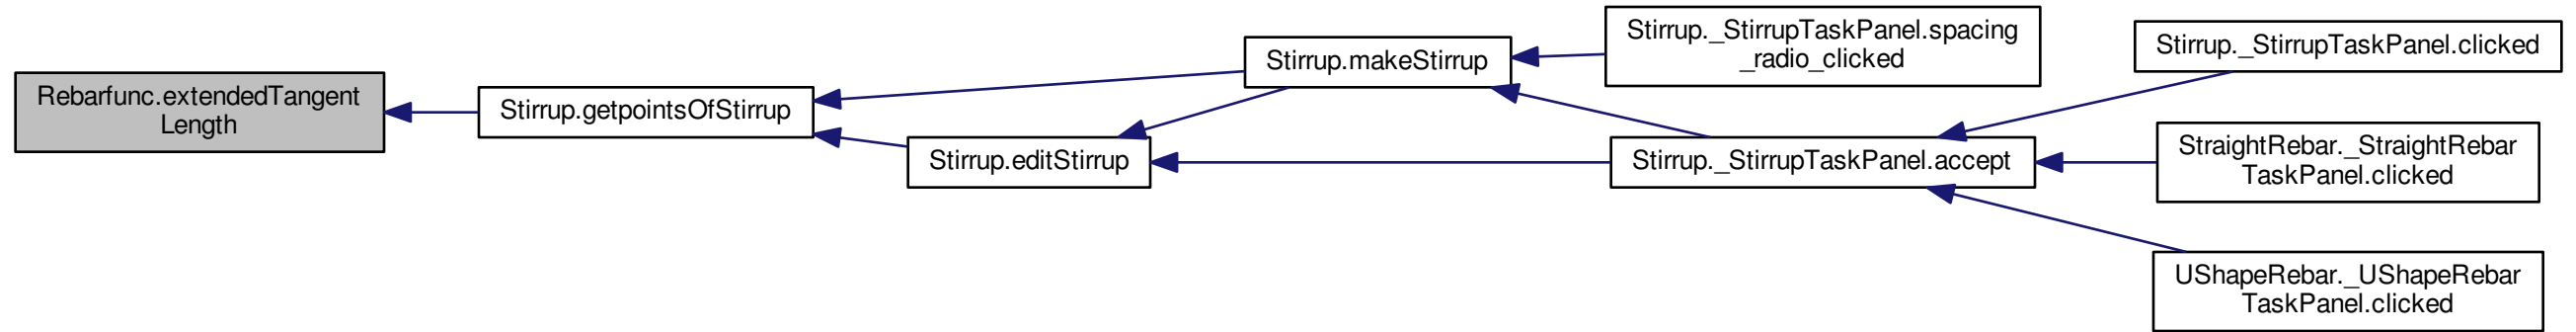 Rebarfunc.extendedTangent
Length
Stirrup.getpointsOfStirrup
Stirrup.makeStirrup
Stirrup.editStirrup
Stirrup._StirrupTaskPanel.spacing
_radio_clicked
Stirrup._StirrupTaskPanel.accept
Stirrup._StirrupTaskPanel.clicked
StraightRebar._StraightRebar
TaskPanel.clicked
UShapeRebar._UShapeRebar
TaskPanel.clicked